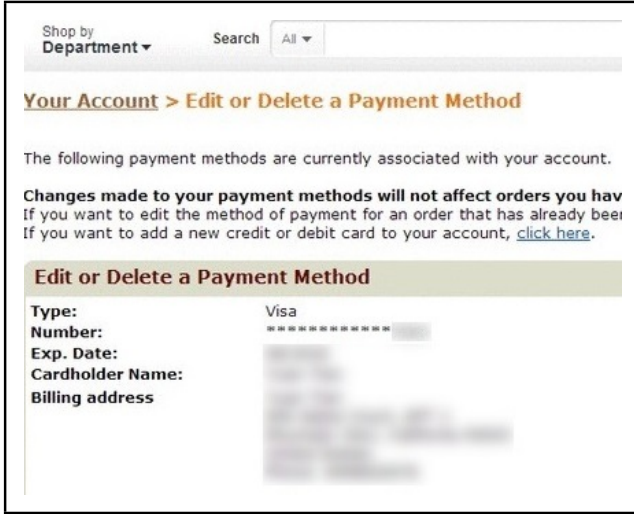 Shop by
Department
Search
All
Your Account > Edit or Delete a Payment Method
The following payment methods are currently associated with your account.
Changes made to your payment methods will not affect orders you hav
If you want to edit the method of payment for an order that has already beer
If you want to add a new credit or debit card to your account, click here.
Edit or Delete a Payment Method
Type: Visa
Number: ************
Exp. Date:
Cardholder Name:
Billing address